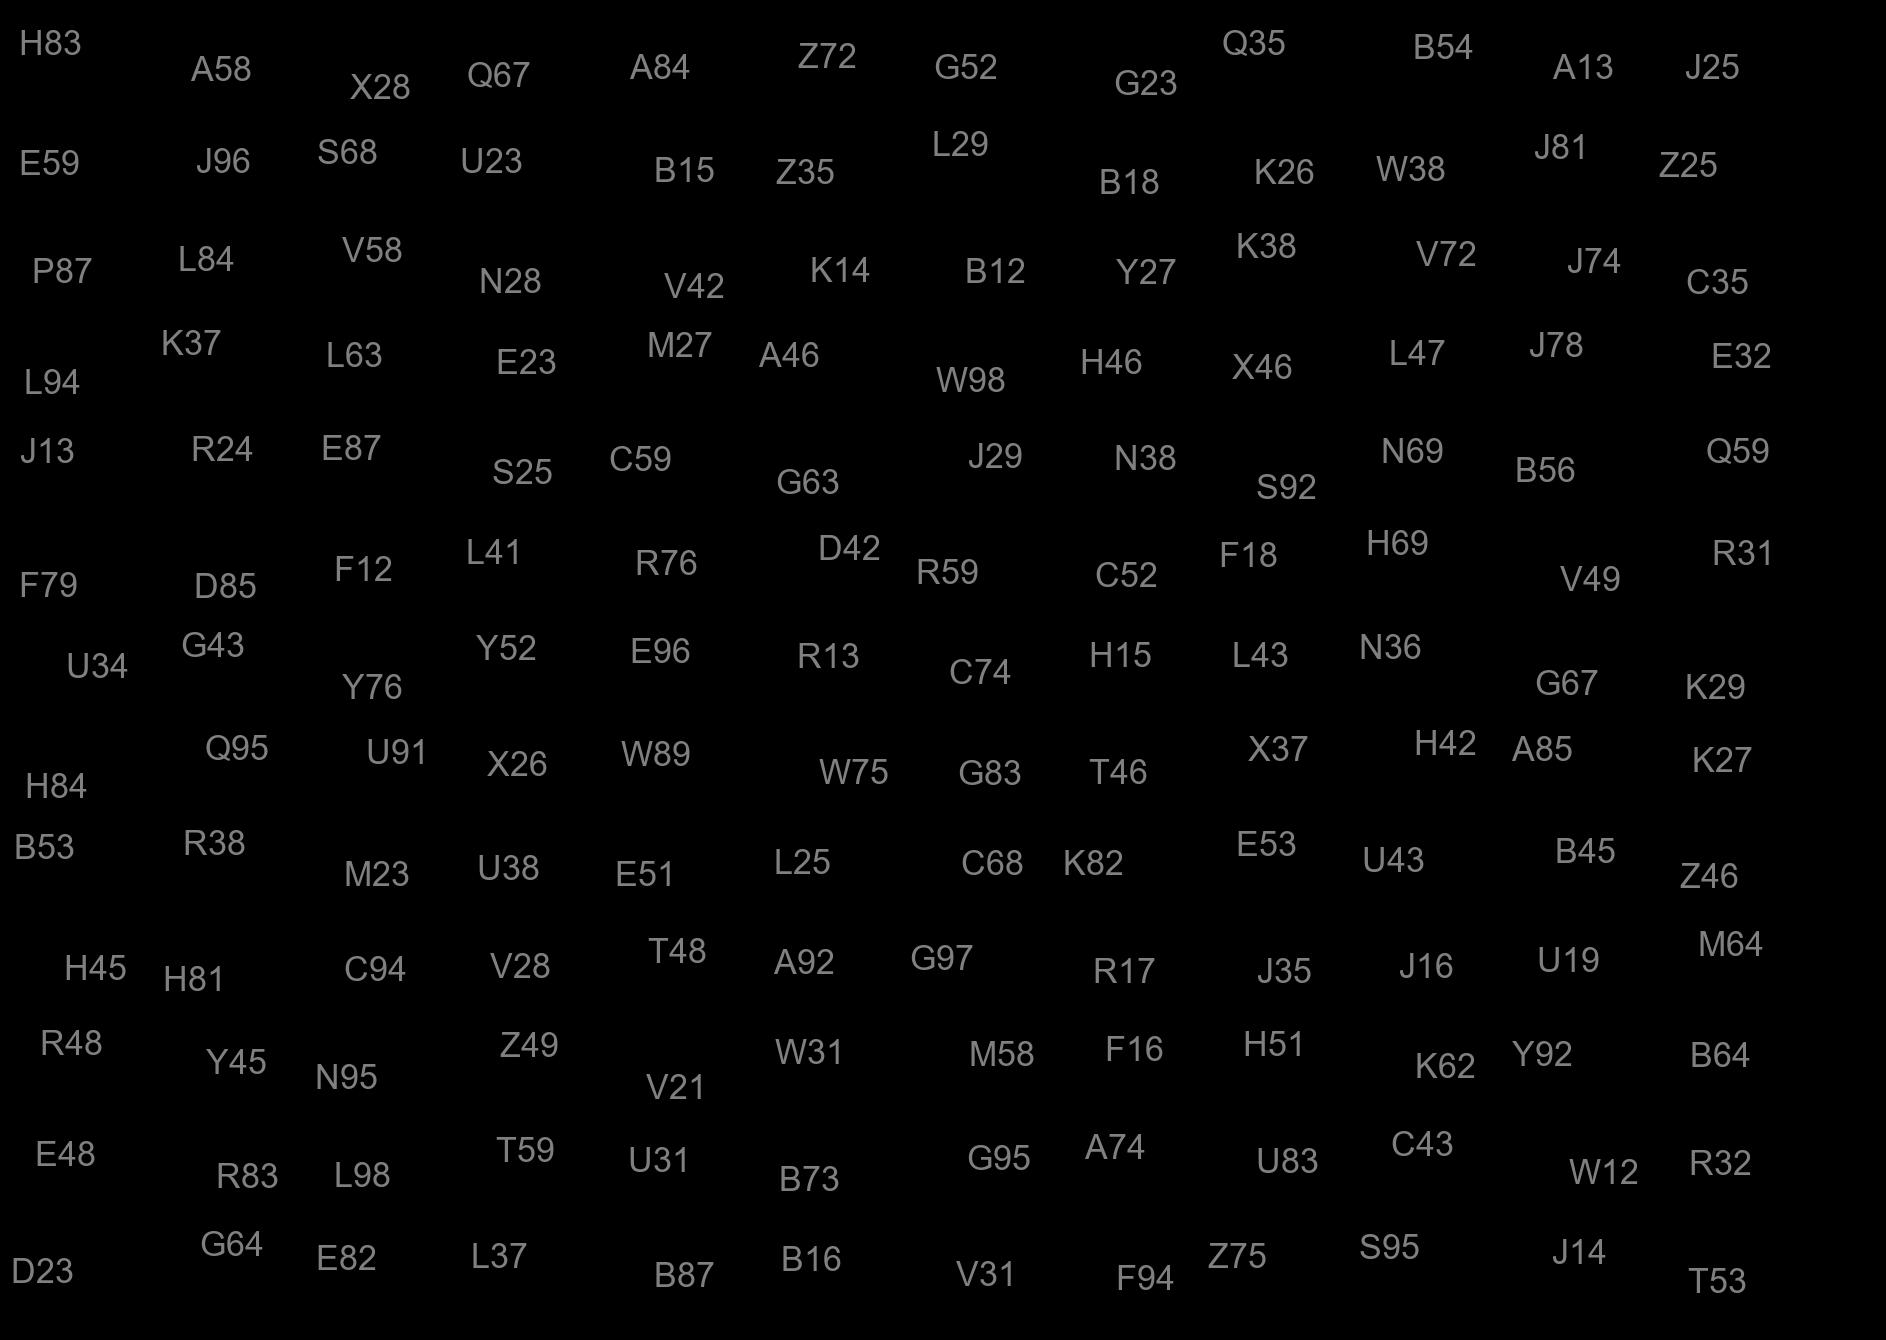 H83 A58 X28 Q67 A84 Z72 G52 G23 Q35 B54 A13 J25
E59 J96 S68 U23 B15 Z35 L29 B18 K26 W38 J81 Z25
P87 L84 V58 N28 V42 K14 B12 Y27 K38 V72 J74 C35
L94 K37 L63 E23 M27 A46 W98 H46 X46 L47 J78 E32
J13 R24 E87 S25 C59 G63 J29 N38 S92 N69 B56 Q59
F79 D85 F12 L41 R76 D42 R59 C52 F18 H69 V49 R31
U34 G43 Y76 Y52 E96 R13 C74 H15 L43 N36 G67 K29
H84 Q95 U91 X26 W89 W75 G83 T46 X37 H42 A85 K27
B53 R38 M23 U38 E51 L25 C68 K82 E53 U43 B45 Z46
H45 H81 C94 V28 T48 A92 G97 R17 J35 J16 U19 M64
R48 Y45 N95 Z49 V21 W31 M58 F16 H51 K62 Y92 B64
E48 R83 L98 T59 U31 B73 G95 A74 U83 C43 W12 R32
D23 G64 E82 L37 B87 B16 V31 F94 Z75 S95 J14 T53